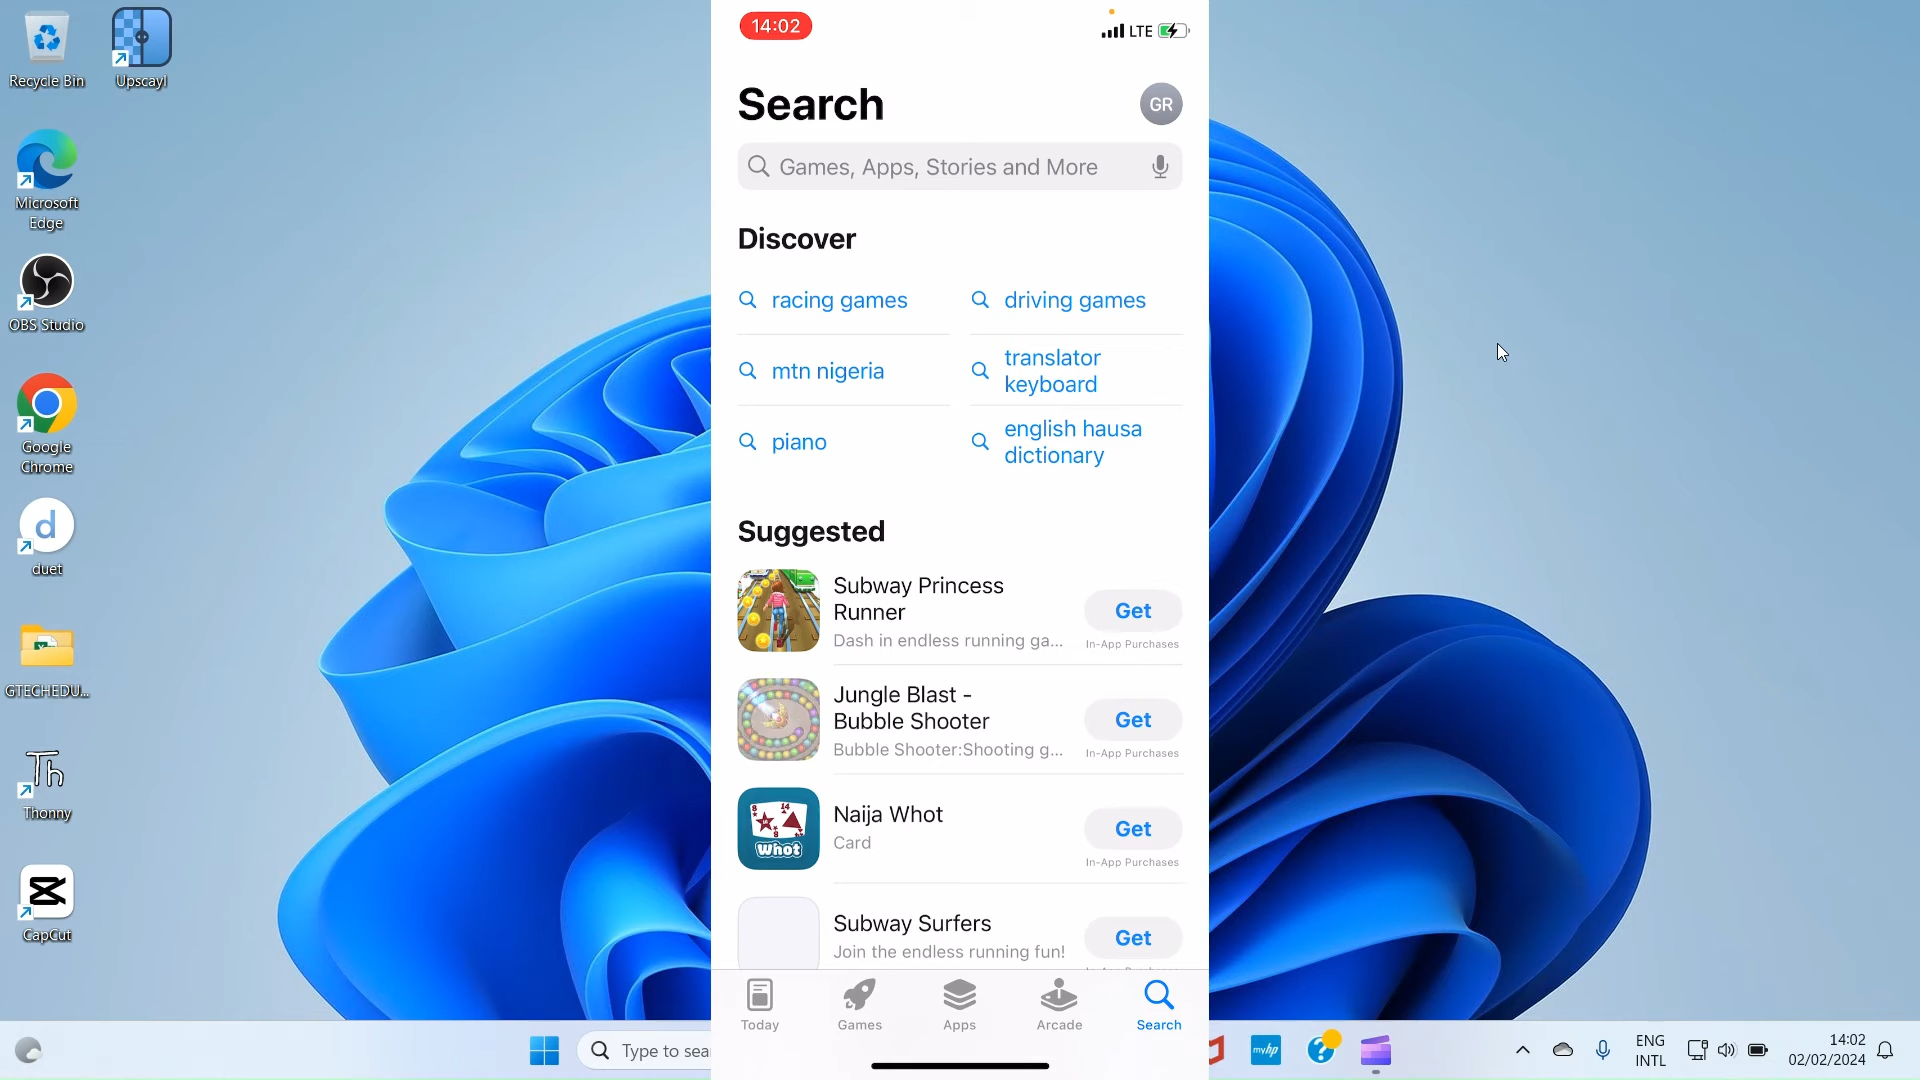 Recycle Bin
Upscayl
Microsoft
Edge
OBS Studio
Google
Chrome
d
duet
GTECHEDU...
Th
Thonny
CapCut
14:02
LTE
Search
GR
Games, Apps, Stories and More
Discover
racing games
driving games
mtn nigeria
translator
keyboard
piano
english hausa
dictionary
Suggested
Subway Princess
Runner
Dash in endless running ga...
Get
In-App Purchases
Jungle Blast -
Bubble Shooter
Bubble Shooter:Shooting g...
Get
In-App Purchases
Whot
Naija Whot
Card
Get
In-App Purchases
Subway Surfers
Join the endless running fun!
Get
Today
Games
Apps
Arcade
Search
Type to sea
myhp
?
ENG
INTL
14:02
02/02/2024